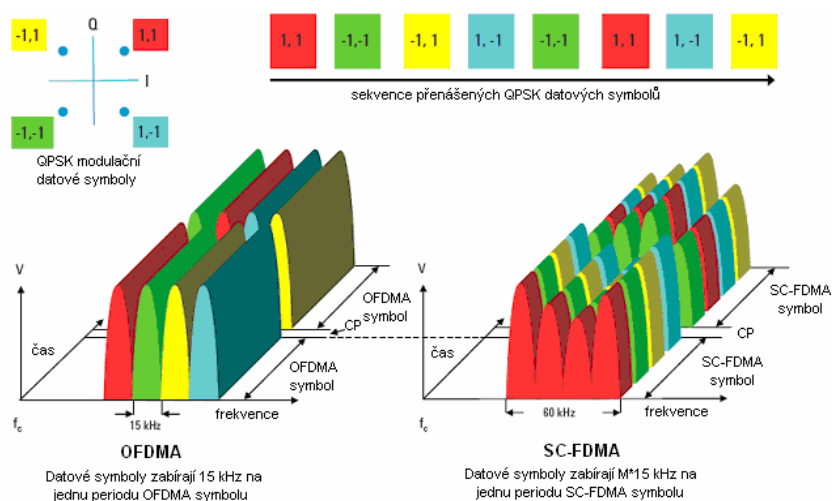 Q
-1,1
1,1
I
-1,-1
1,-1
QPSK modulační
datové symboly
1, 1
-1,-1
-1, 1
1, -1
-1,-1
1, 1
1, -1
-1, 1
sekvence přenášených QPSK datových symbolů
V
čas
OFDMA
symbol
CP
OFDMA
symbol
15 kHz
frekvence
fc
OFDMA
Datové symboly zabírají 15 kHz na
jednu periodu OFDMA symbolu
V
čas
SC-FDMA
symbol
CP
SC-FDMA
symbol
60 kHz
frekvence
fc
SC-FDMA
Datové symboly zabírají M*15 kHz na
jednu periodu SC-FDMA symbolu